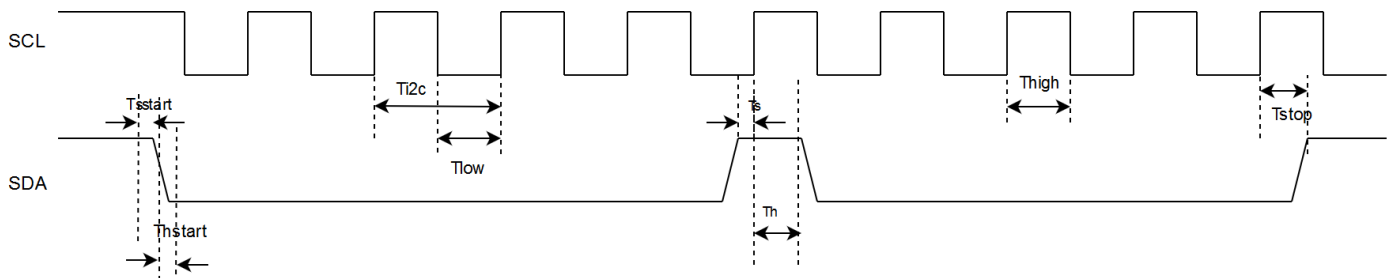 SCL
Tsstart
Ti2c
Ts
Thigh
Tstop
Tlow
SDA
Th
Thstart